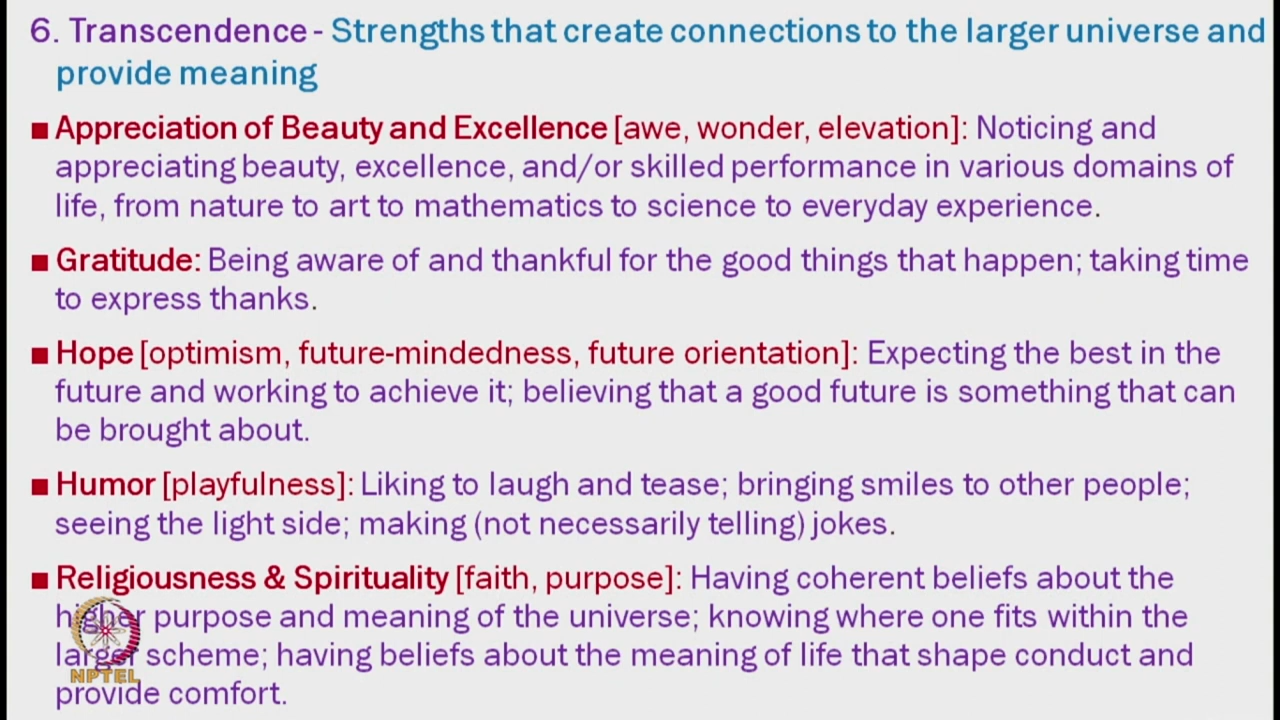 6. Transcendence - Strengths that create connections to the larger universe and
provide meaning
■ Appreciation of Beauty and Excellence [awe, wonder, elevation]: Noticing and
appreciating beauty, excellence, and/or skilled performance in various domains of
life, from nature to art to mathematics to science to everyday experience.
■ Gratitude: Being aware of and thankful for the good things that happen; taking time
to express thanks.
■ Hope [optimism, future-mindedness, future orientation]: Expecting the best in the
future and working to achieve it; believing that a good future is something that can
be brought about.
■ Humor [playfulness]: Liking to laugh and tease; bringing smiles to other people;
seeing the light side; making (not necessarily telling) jokes.
■ Religiousness & Spirituality [faith, purpose]: Having coherent beliefs about the
higher purpose and meaning of the universe; knowing where one fits within the
larger scheme; having beliefs about the meaning of life that shape conduct and
provide comfort.
NPTEL